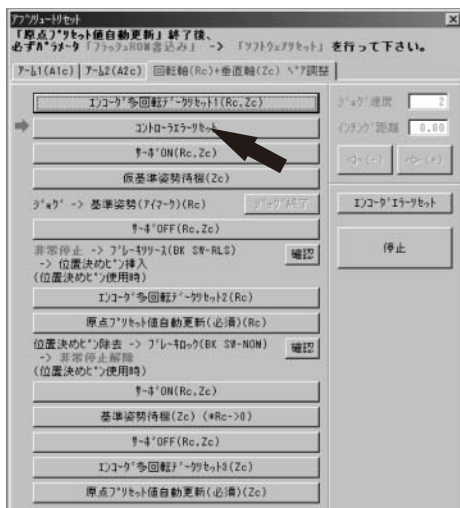 アブソリュートリセット
「原点プリセット値自動更新」終了後、
必ずパラメータ「フラッシュROM書込み」 -> 「ソフトウェアリセット」を行って下さい。
アーム1(A1c)
アーム2(A2c)
回転軸(Rc)+垂直軸(Zc) ペア調整
エンコーダ多回転データリセット1(Rc,Zc)
コントローラエラーリセット
サーボON(Rc,Zc)
仮基準姿勢待機(Zc)
ジョグ -> 基準姿勢(アイマーク)(Rc)
ジョグ終了
サーボOFF(Rc,Zc)
非常停止 -> ブレーキリリース(BK SW-RLS)
-> 位置決めピン挿入
(位置決めピン使用時)
確認
エンコーダ多回転データリセット2(Rc)
原点プリセット値自動更新(必須)(Rc)
位置決めピン除去 -> ブレーキロック(BK SW-NOM)
-> 非常停止解除
(位置決めピン使用時)
確認
サーボON(Rc,Zc)
基準姿勢待機(Zc) (*Rc->0)
サーボOFF(Rc,Zc)
エンコーダ多回転データリセット3(Zc)
原点プリセット値自動更新(必須)(Zc)
ジョグ速度 2
インチング距離 0.00
<-(-)
->(+)
エンコーダエラーリセット
停止